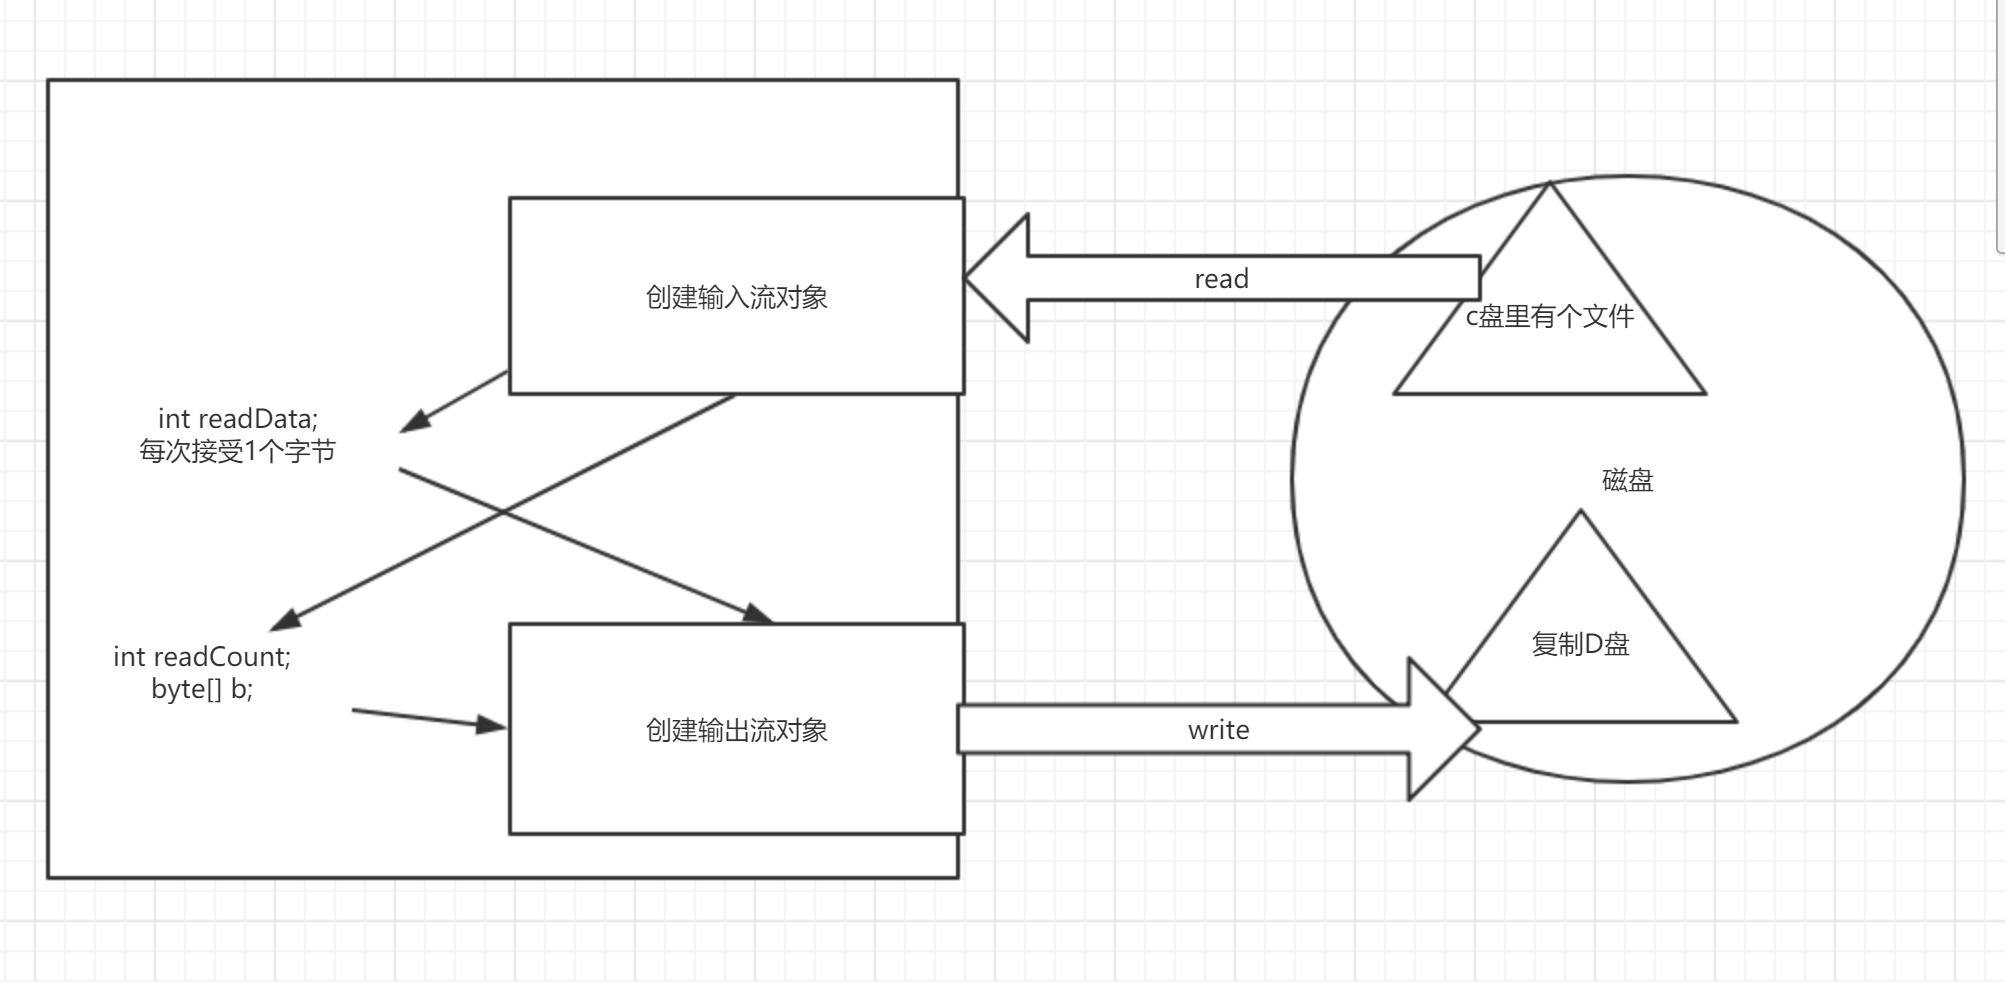 创建输入流对象
read
c盘里有个文件
int readData;
每次接受1个字节
磁盘
int readCount;
byte[] b;
创建输出流对象
write
复制D盘